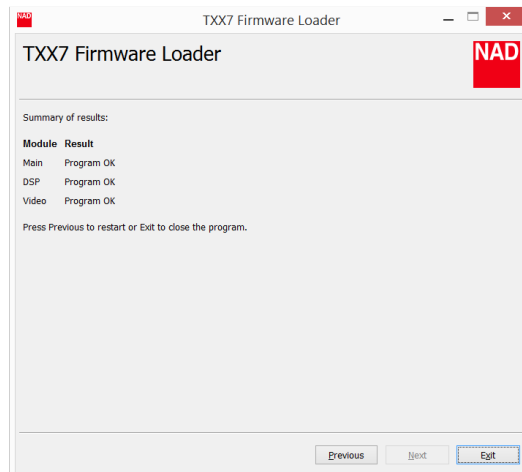 NAD
TXX7 Firmware Loader
TXX7 Firmware Loader
NAD
Summary of results:
Module Result
Main Program OK
DSP Program OK
Video Program OK
Press Previous to restart or Exit to close the program.
Previous Next Exit